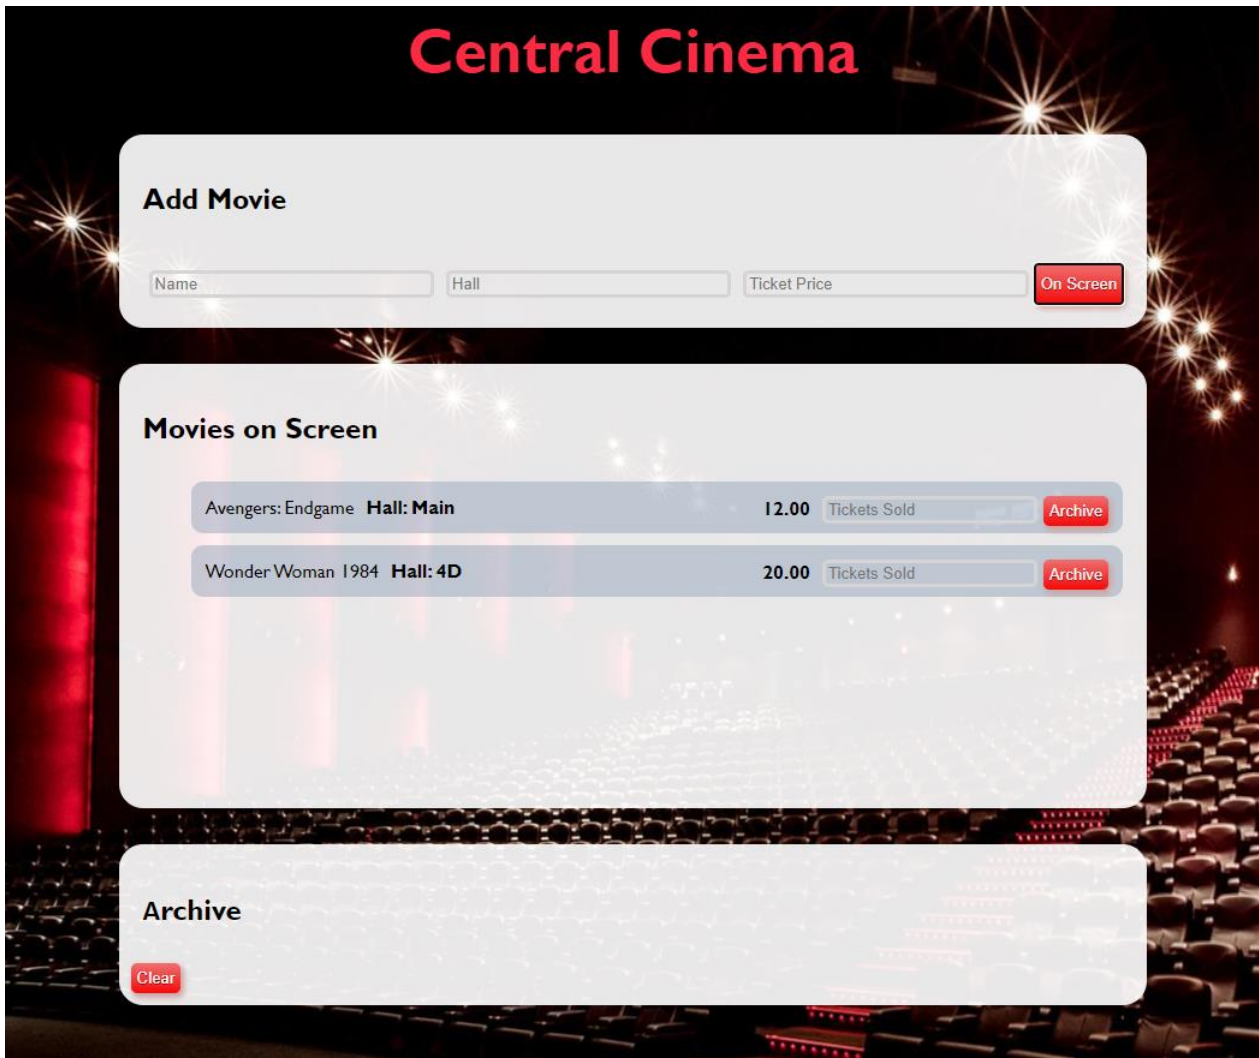 Central Cinema
Add Movie
Name Hall Ticket Price On Screen
Movies on Screen
Avengers: Endgame Hall: Main 12.00 Tickets Sold Archive
Wonder Woman 1984 Hall: 4D 20.00 Tickets Sold Archive
Archive
Clear